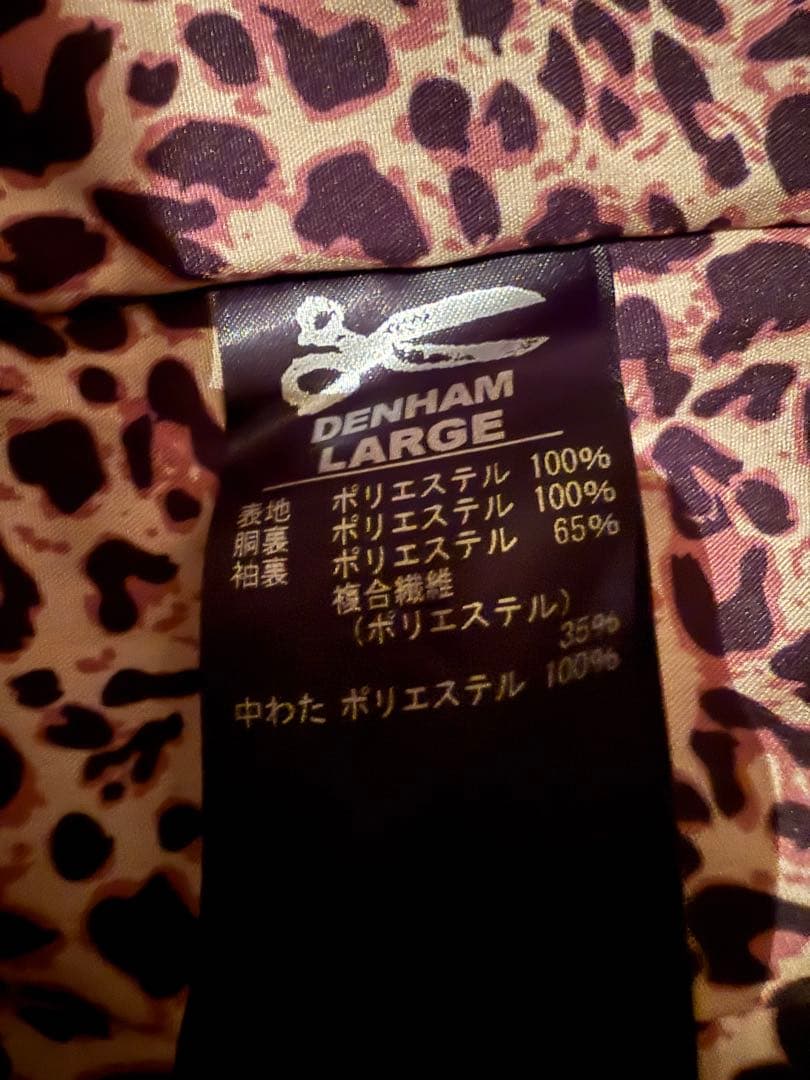 DENHAM
LARGE
表地 ポリエステル 100%
胴裏 ポリエステル 100%
袖裏 ポリエステル 65%
複合繊維
(ポリエステル)
35%
中わた ポリエステル 100%